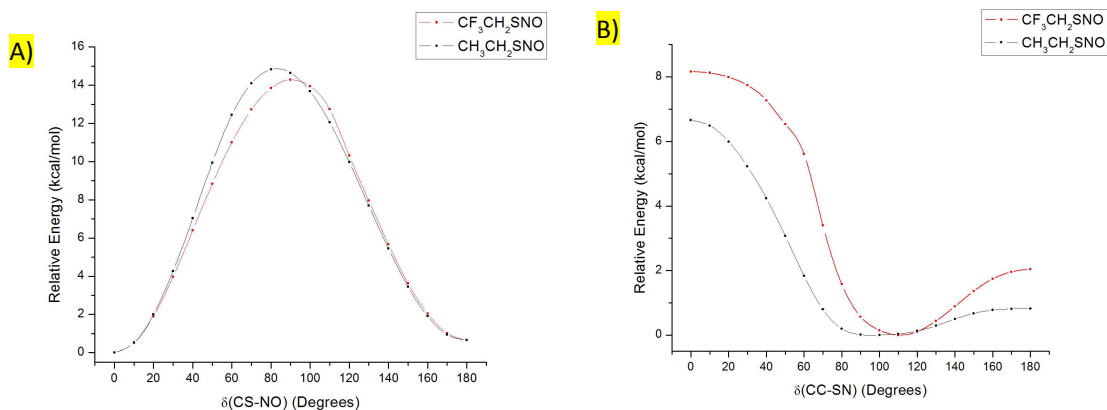 A)
CF₃CH₂SNO
CH₃CH₂SNO
16
14
12
10
8
6
4
2
0
Relative Energy (kcal/mol)
0 20 40 60 80 100 120 140 160 180
δ(CS-NO) (Degrees)
B)
CF₃CH₂SNO
CH₃CH₂SNO
8
6
4
2
0
Relative Energy (kcal/mol)
0 20 40 60 80 100 120 140 160 180
δ(CC-SN) (Degrees)